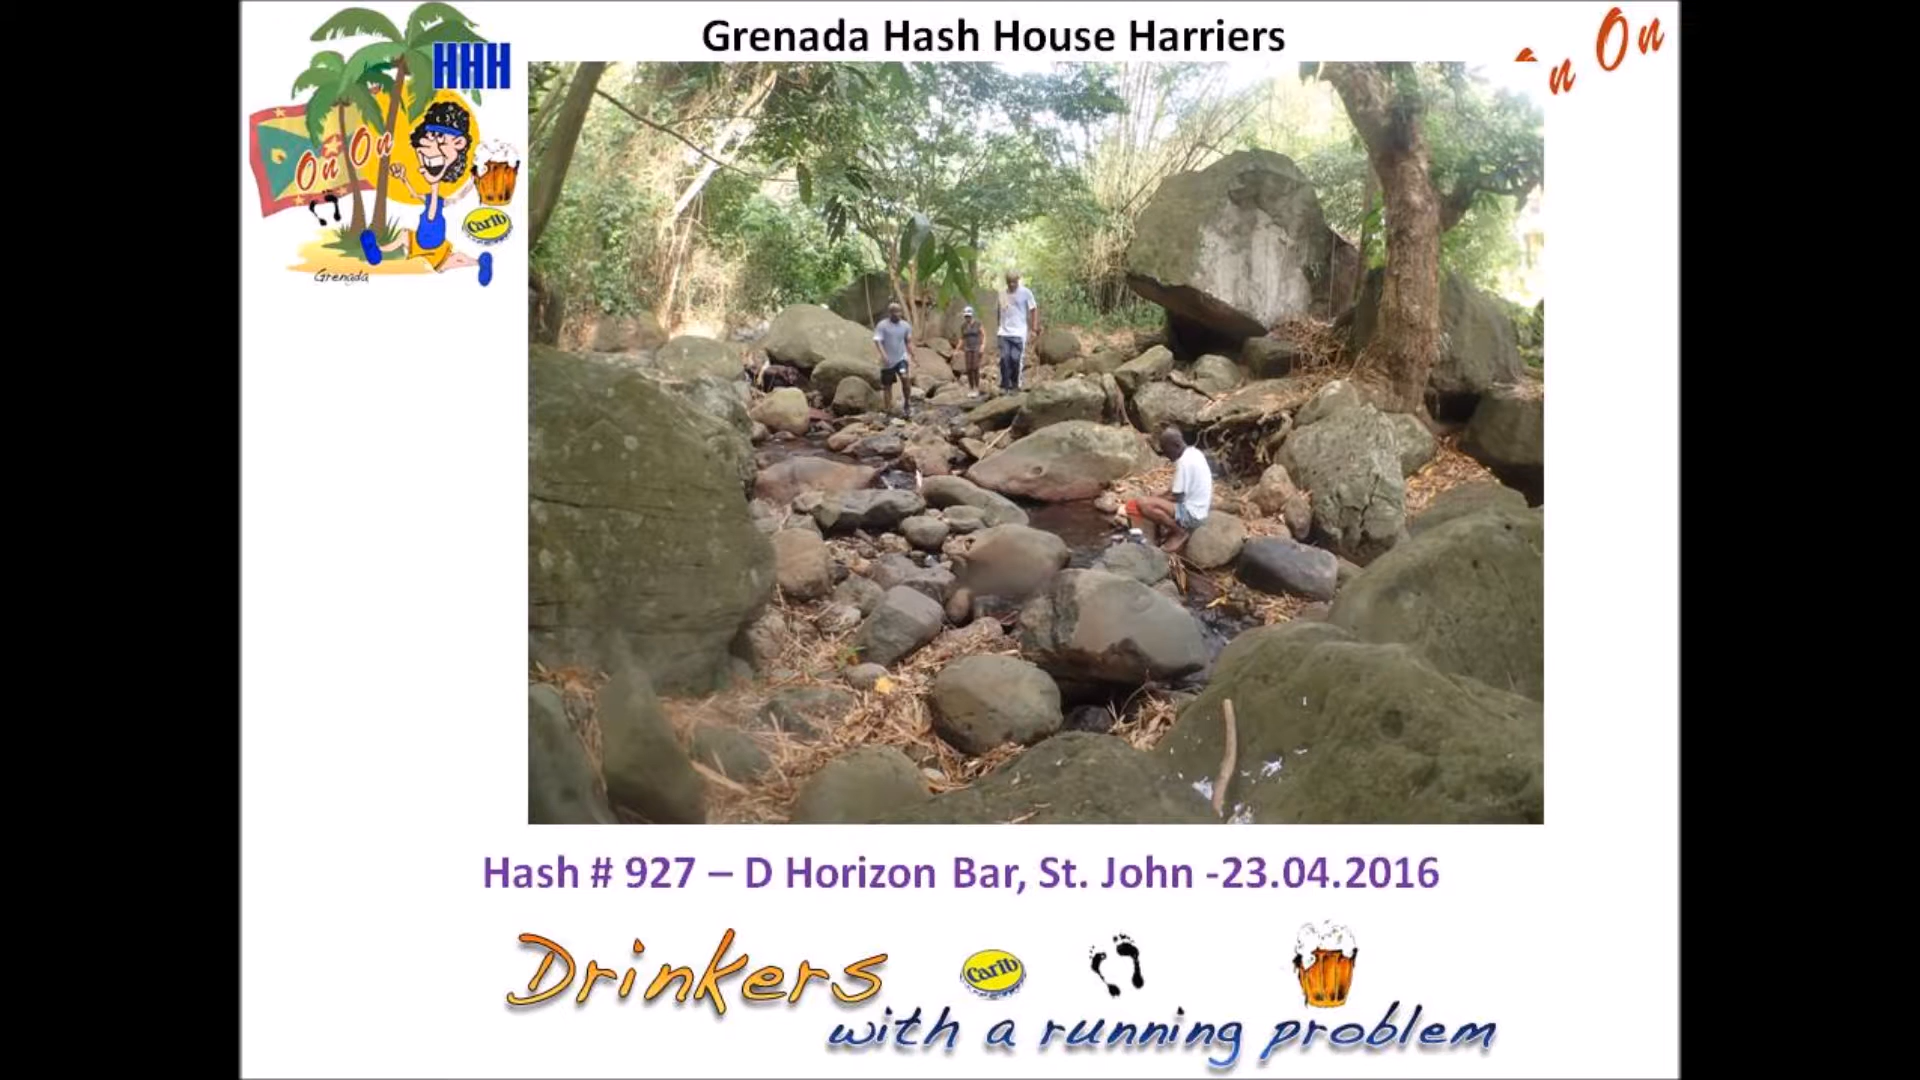 Grenada Hash House Harriers
HHH
On On
Carib
Grenada
On
Hash # 927 – D Horizon Bar, St. John -23.04.2016
Drinkers
Carib
with a running problem